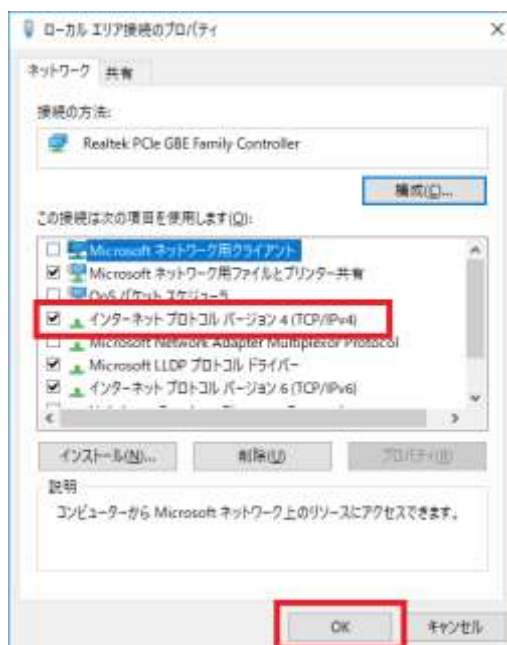 ローカル エリア接続のプロパティ
ネットワーク 共有
接続の方法:
Realtek PCIe GBE Family Controller
構成(C)...
この接続は次の項目を使用します(O):
Microsoft ネットワーク用クライアント
Microsoft ネットワーク用ファイルとプリンター共有
QoS パケット スケジューラ
インターネット プロトコル バージョン 4 (TCP/IPv4)
Microsoft Network Adapter Multiplexor Protocol
Microsoft LLDP プロトコル ドライバー
インターネット プロトコル バージョン 6 (TCP/IPv6)
インストール(N)... 削除(U) プロパティ(R)
説明
コンピューターから Microsoft ネットワーク上のリソースにアクセスできます。
OK キャンセル